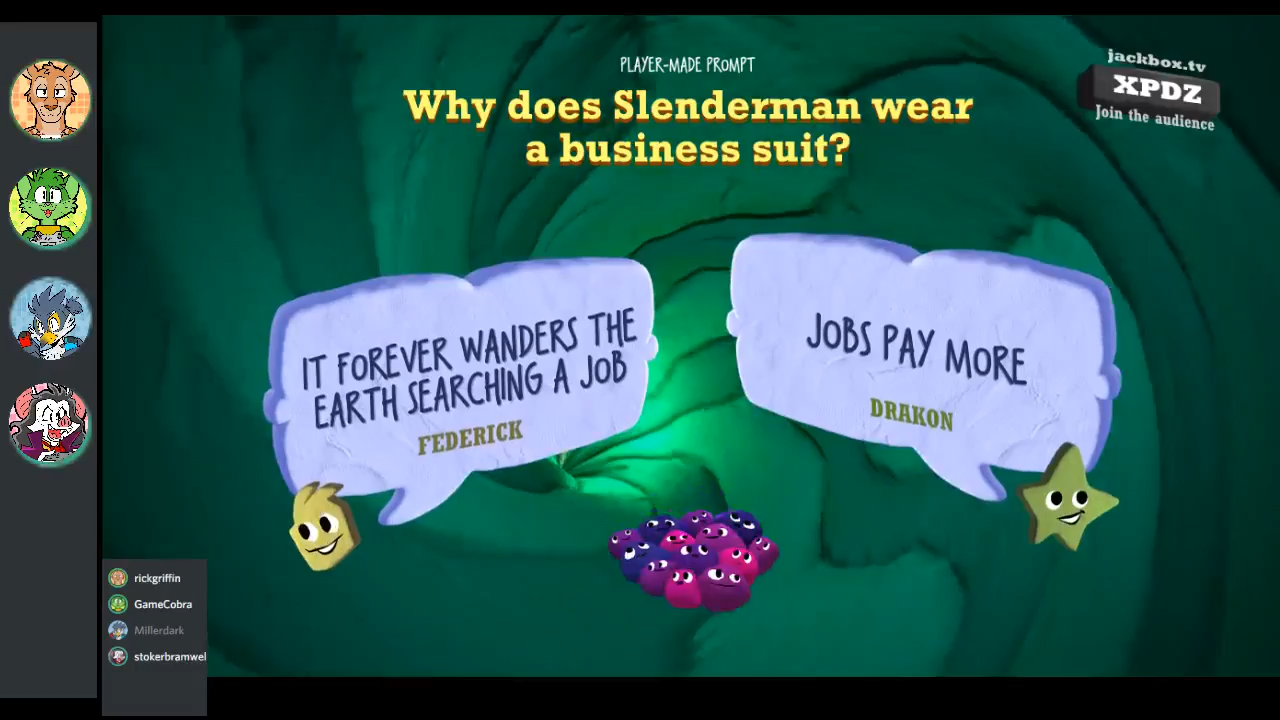 PLAYER-MADE PROMPT
Why does Slenderman wear
a business suit?
jackbox.tv
XPDZ
Join the audience
IT FOREVER WANDERS THE
EARTH SEARCHING A JOB
FEDERICK
JOBS PAY MORE
DRAKON
rickgriffin
GameCobra
Millerdark
stokerbramwel